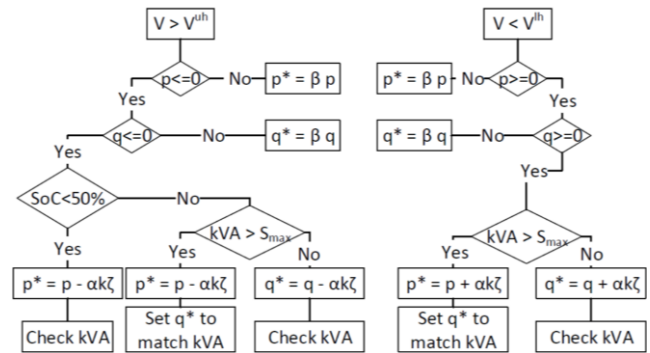 V > V^uh
V < V^lh
p<=0
No
p* = β p
p* = β p
No
p>=0
Yes
Yes
q<=0
No
q* = β q
q* = β q
No
q>=0
Yes
Yes
SoC<50%
No
kVA > S_max
kVA > S_max
Yes
Yes
No
Yes
No
p* = p - αkζ
p* = p - αkζ
q* = q - αkζ
p* = p + αkζ
q* = q + αkζ
Check kVA
Set q* to
match kVA
Check kVA
Set q* to
match kVA
Check kVA